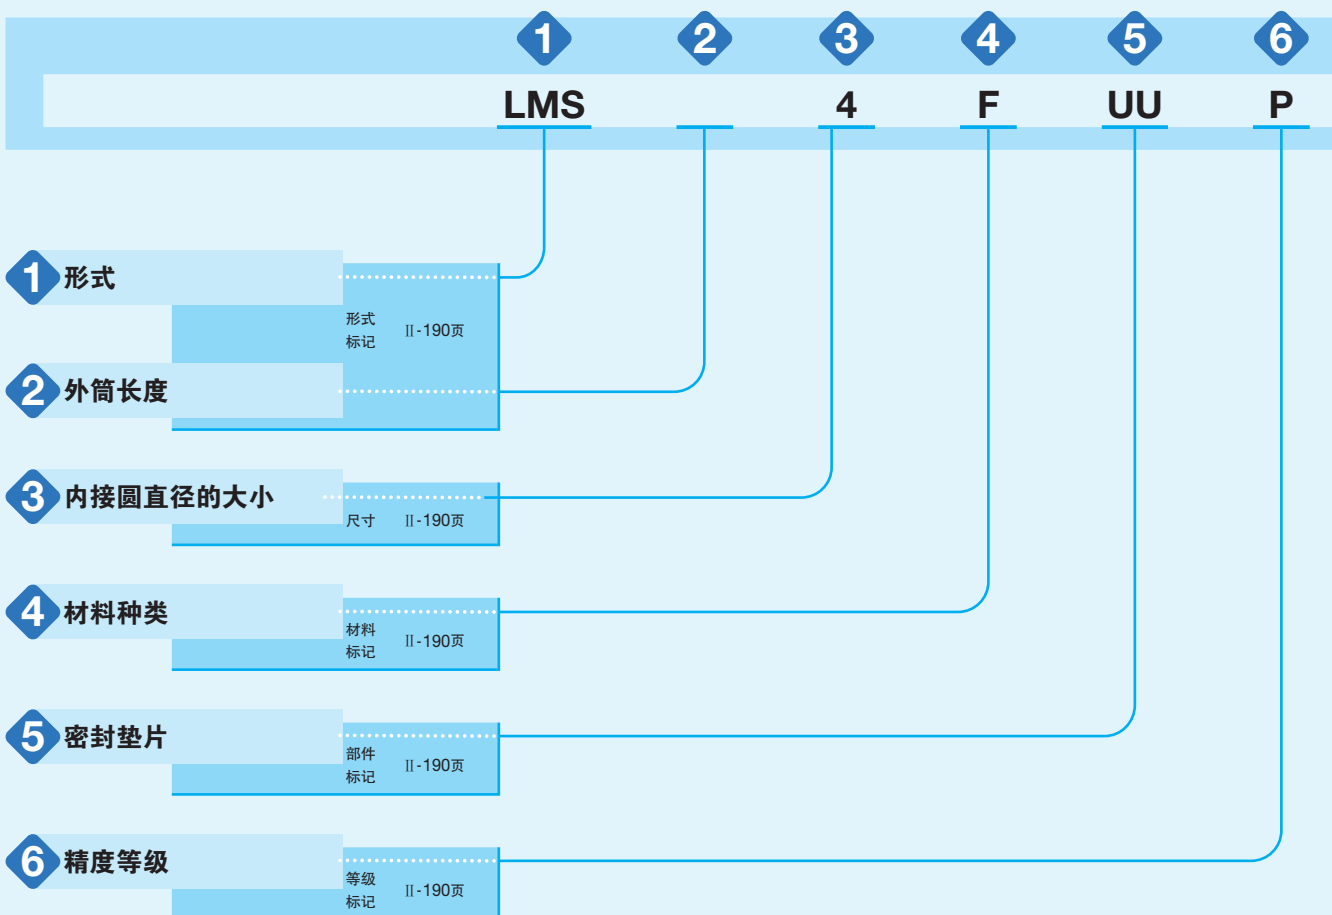 1 2 3 4 5 6
LMS 4 F UU P
1 形式
形式
标记 Ⅱ-190页
2 外筒长度
3 内接圆直径的大小
尺寸 Ⅱ-190页
4 材料种类
材料
标记 Ⅱ-190页
5 密封垫片
部件
标记 Ⅱ-190页
6 精度等级
等级
标记 Ⅱ-190页